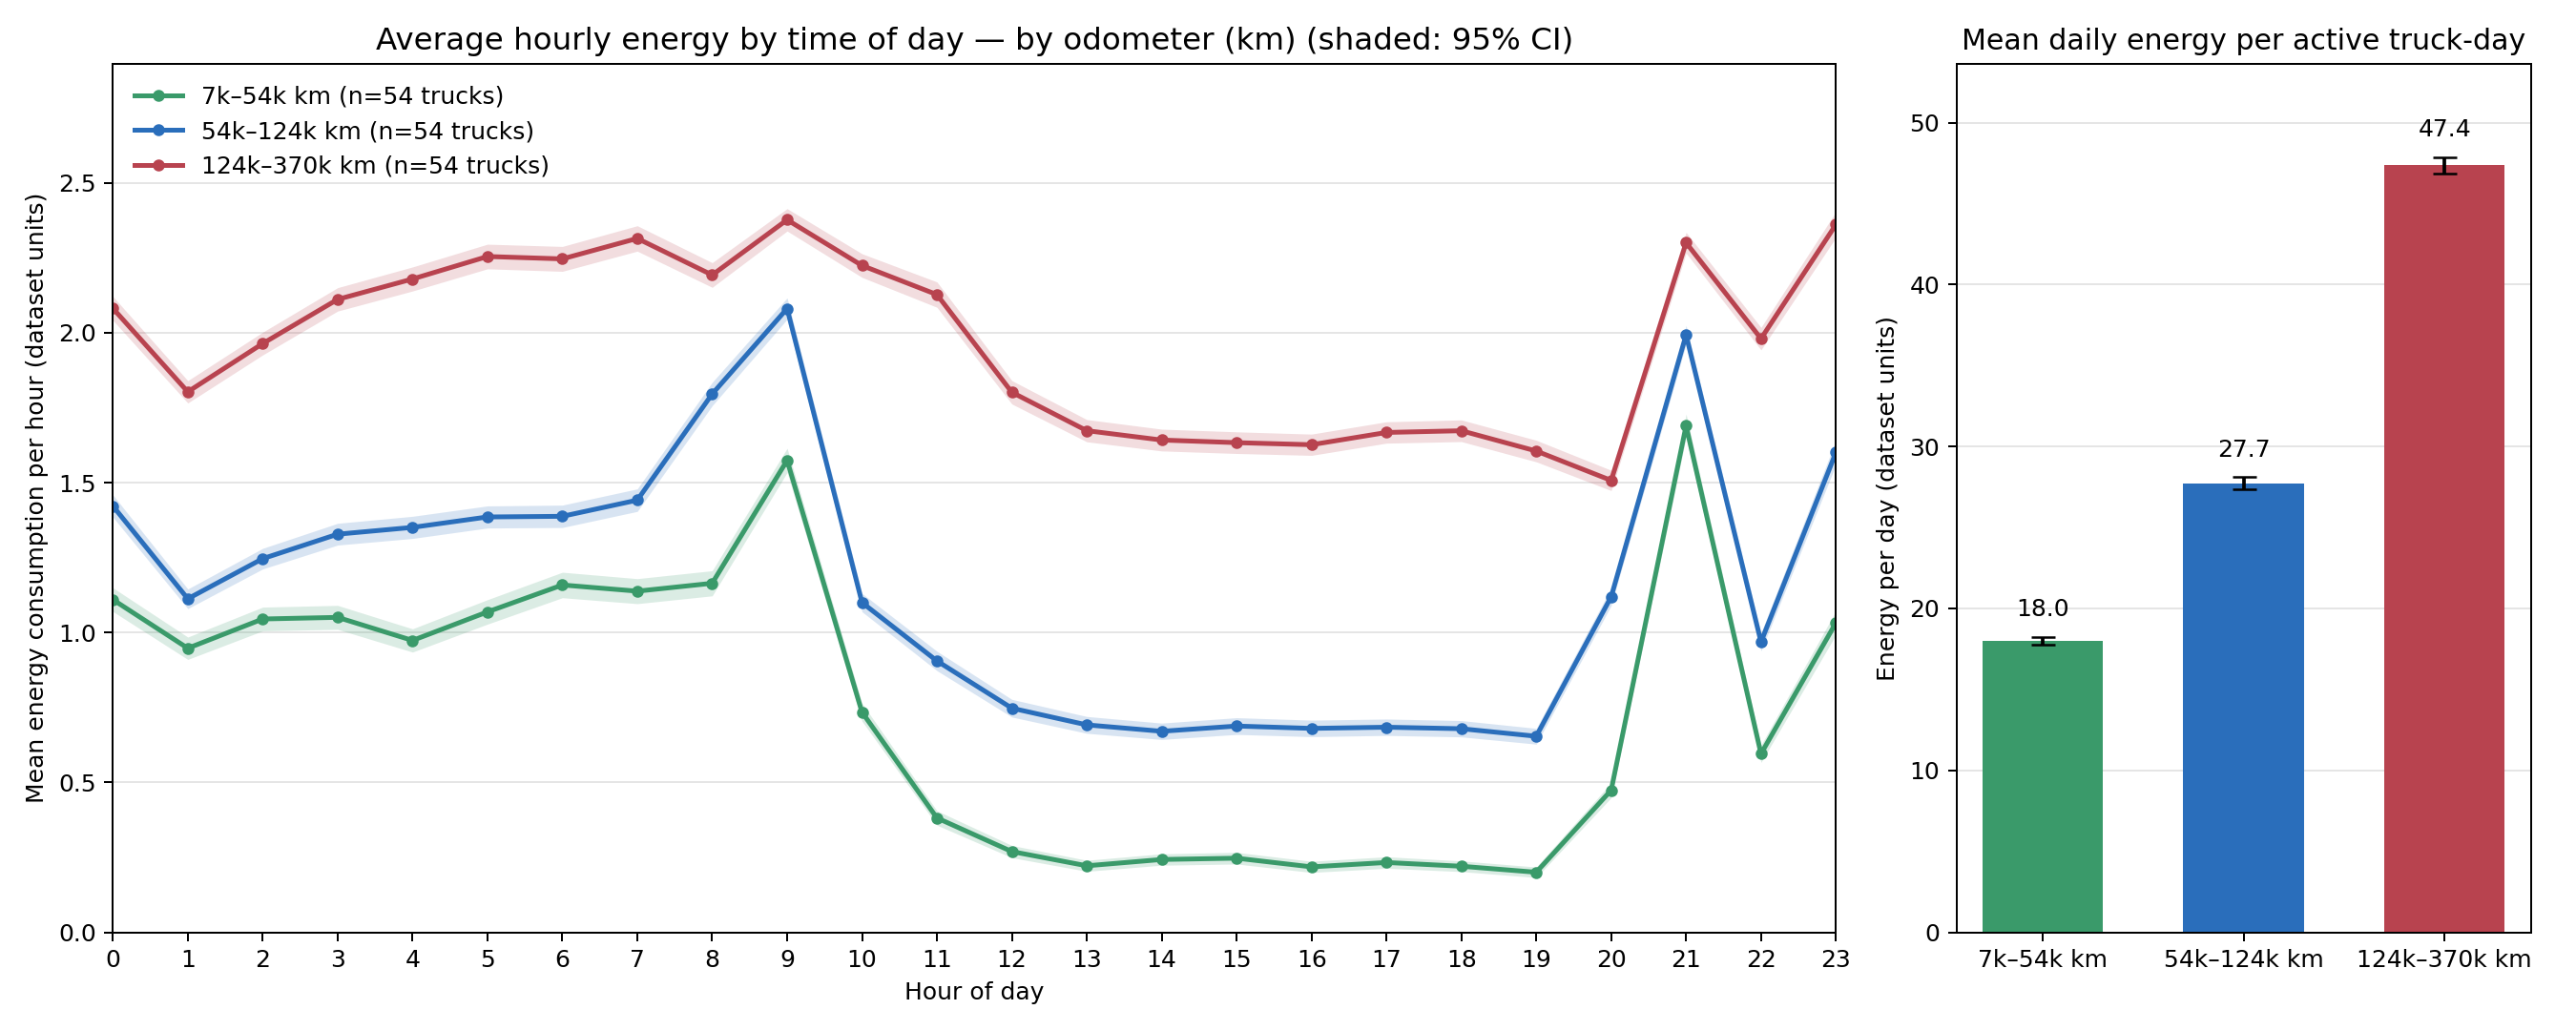 Average hourly energy by time of day — by odometer (km) (shaded: 95% CI)
7k–54k km (n=54 trucks)
54k–124k km (n=54 trucks)
124k–370k km (n=54 trucks)
Mean energy consumption per hour (dataset units)
2.5
2.0
1.5
1.0
0.5
0.0
0 1 2 3 4 5 6 7 8 9 10 11 12 13 14 15 16 17 18 19 20 21 22 23
Hour of day
Mean daily energy per active truck-day
Energy per day (dataset units)
50
40
30
20
10
0
18.0
27.7
47.4
7k–54k km 54k–124k km 124k–370k km